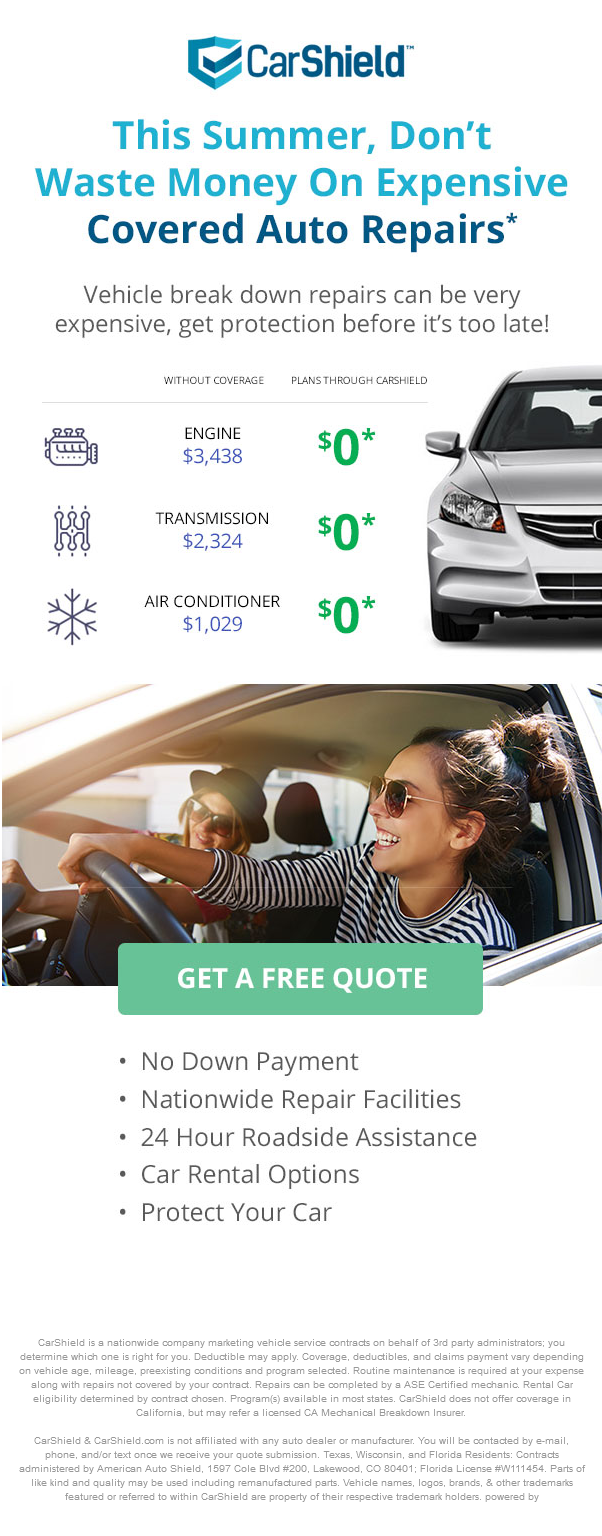 CarShield™
This Summer, Don't
Waste Money On Expensive
Covered Auto Repairs*
Vehicle break down repairs can be very
expensive, get protection before it's too late!
WITHOUT COVERAGE PLANS THROUGH CARSHIELD
ENGINE
$3,438 $0*
TRANSMISSION
$2,324 $0*
AIR CONDITIONER
$1,029 $0*
GET A FREE QUOTE
• No Down Payment
• Nationwide Repair Facilities
• 24 Hour Roadside Assistance
• Car Rental Options
• Protect Your Car
CarShield is a nationwide company marketing vehicle service contracts on behalf of 3rd party administrators; you
determine which one is right for you. Deductible may apply. Coverage, deductibles, and claims payment vary depending
on vehicle age, mileage, preexisting conditions and program selected. Routine maintenance is required at your expense
along with repairs not covered by your contract. Repairs can be completed by a ASE Certified mechanic. Rental Car
eligibility determined by contract chosen. Program(s) available in most states. CarShield does not offer coverage in
California, but may refer a licensed CA Mechanical Breakdown Insurer.
CarShield & CarShield.com is not affiliated with any auto dealer or manufacturer. You will be contacted by e-mail,
phone, and/or text once we receive your quote submission. Texas, Wisconsin, and Florida Residents: Contracts
administered by American Auto Shield, 1597 Cole Blvd #200, Lakewood, CO 80401; Florida License #W111454. Parts of
like kind and quality may be used including remanufactured parts. Vehicle names, logos, brands, & other trademarks
featured or referred to within CarShield are property of their respective trademark holders. powered by